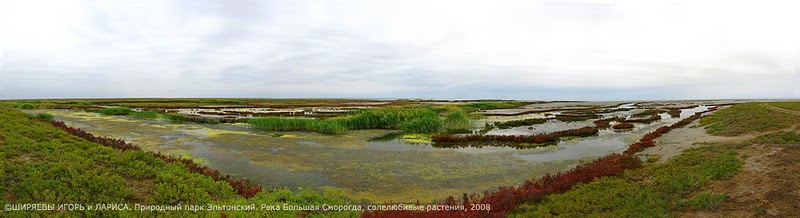 ©ШИРЯЕВЫ ИГОРЬ и ЛАРИСА. Природный парк Эльтонский. Река Большая Сморогда, солелюбивые растения, 2008